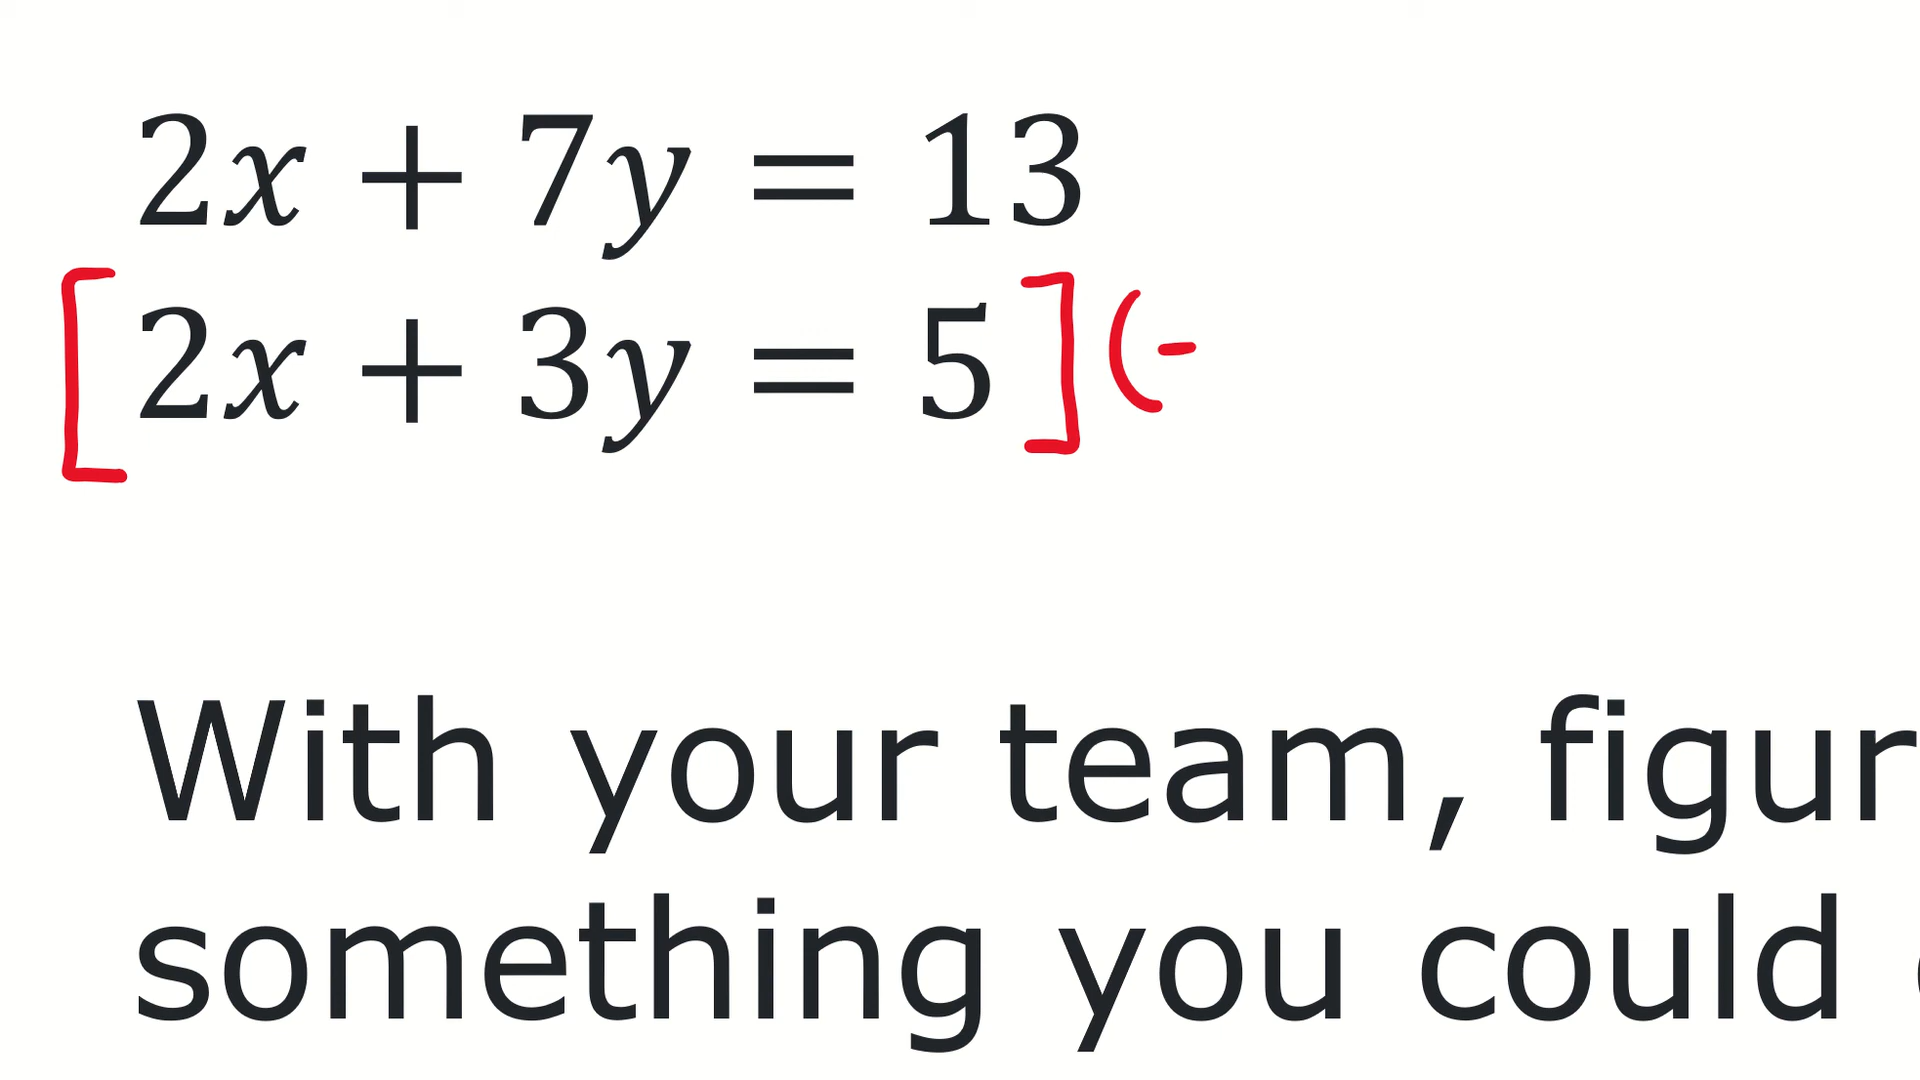 2x + 7y = 13
[2x + 3y = 5] (-
With your team, figur
something you could